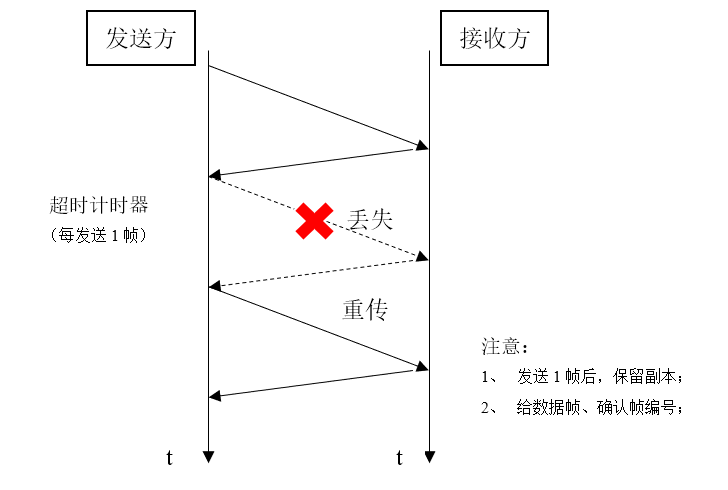 发送方
接收方
超时计时器
（每发送1帧）
丢失
重传
注意：
1、 发送1帧后，保留副本；
2、 给数据帧、确认帧编号；
t
t